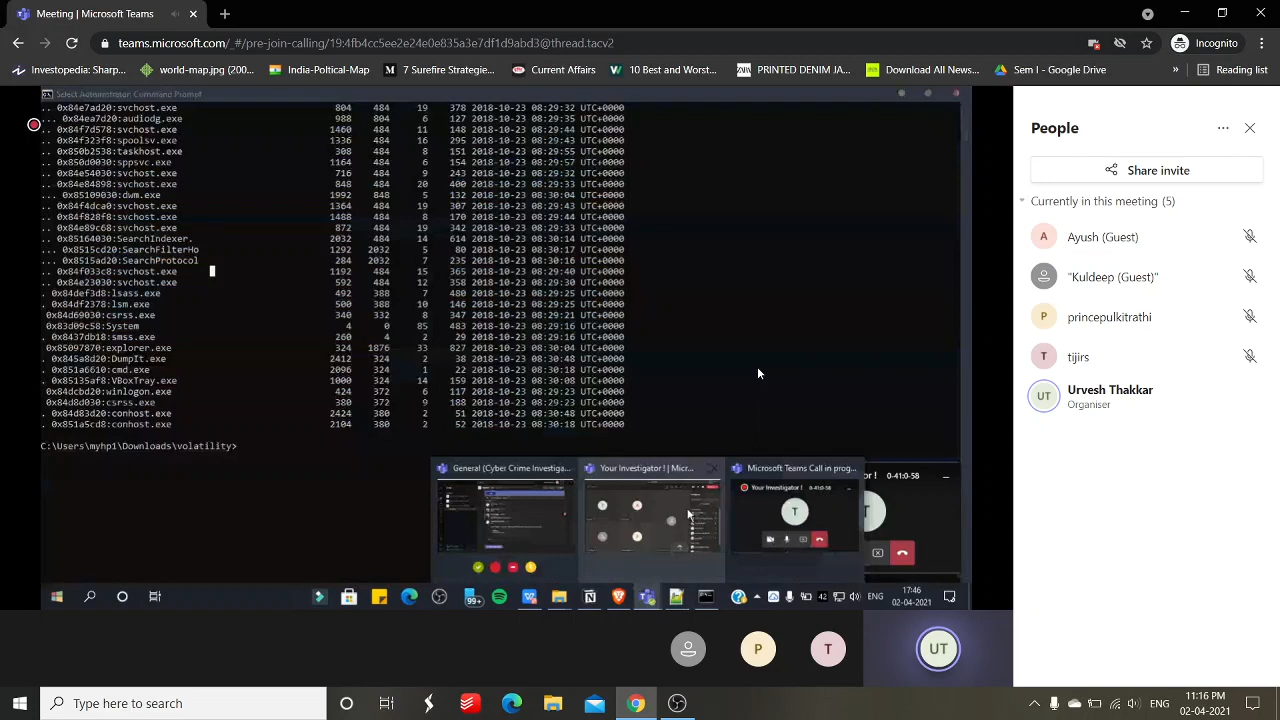 Meeting | Microsoft Teams
teams.microsoft.com/_#/pre-join-calling/19:4fb4cc5ee2e24e0e835a3e7df1d9abd3@thread.tacv2
Incognito
Investopedia: Sharp...
world-map.jpg (200...
India-Poltical-Map
7 Surefire Strategie...
Current Affairs
10 Best and Worst...
PRINTED DENIM JA...
Download All News...
Sem I - Google Drive
»
Reading list
Select Administrator: Command Prompt
.. 0x84e7ad20:svchost.exe 804 484 19 378 2018-10-23 08:29:32 UTC+0000
... 0x84ea7d20:audiodg.exe 988 804 6 127 2018-10-23 08:29:35 UTC+0000
.. 0x84f7d578:svchost.exe 1460 484 11 148 2018-10-23 08:29:44 UTC+0000
.. 0x84f323f8:spoolsv.exe 1336 484 16 295 2018-10-23 08:29:43 UTC+0000
.. 0x850b2538:taskhost.exe 308 484 8 151 2018-10-23 08:29:55 UTC+0000
.. 0x850d0030:sppsvc.exe 1164 484 6 154 2018-10-23 08:29:57 UTC+0000
.. 0x84e54030:svchost.exe 716 484 9 243 2018-10-23 08:29:32 UTC+0000
.. 0x84e84898:svchost.exe 848 484 20 400 2018-10-23 08:29:33 UTC+0000
... 0x85109030:dwm.exe 1992 848 5 132 2018-10-23 08:30:04 UTC+0000
.. 0x84f4dca0:svchost.exe 1364 484 19 307 2018-10-23 08:29:43 UTC+0000
.. 0x84f828f8:svchost.exe 1488 484 8 170 2018-10-23 08:29:44 UTC+0000
.. 0x84e89c68:svchost.exe 872 484 19 342 2018-10-23 08:29:33 UTC+0000
.. 0x85164030:SearchIndexer. 2032 484 14 614 2018-10-23 08:30:14 UTC+0000
... 0x8515cd20:SearchFilterHo 1292 2032 5 80 2018-10-23 08:30:17 UTC+0000
... 0x8515ad20:SearchProtocol 284 2032 7 235 2018-10-23 08:30:16 UTC+0000
.. 0x84f033c8:svchost.exe 1192 484 15 365 2018-10-23 08:29:40 UTC+0000
.. 0x84e23030:svchost.exe 592 484 12 358 2018-10-23 08:29:30 UTC+0000
. 0x84def3d8:lsass.exe 492 388 7 480 2018-10-23 08:29:25 UTC+0000
. 0x84df2378:lsm.exe 500 388 10 146 2018-10-23 08:29:25 UTC+0000
0x84d69030:csrss.exe 340 332 8 347 2018-10-23 08:29:21 UTC+0000
0x83d09c58:System 4 0 85 483 2018-10-23 08:29:16 UTC+0000
. 0x8437db18:smss.exe 260 4 2 29 2018-10-23 08:29:16 UTC+0000
0x85097870:explorer.exe 324 1876 33 827 2018-10-23 08:30:04 UTC+0000
. 0x845a8d20:DumpIt.exe 2412 324 2 38 2018-10-23 08:30:48 UTC+0000
. 0x851a6610:cmd.exe 2096 324 1 22 2018-10-23 08:30:18 UTC+0000
. 0x85135af8:VBoxTray.exe 1000 324 14 159 2018-10-23 08:30:08 UTC+0000
0x84dcbd20:winlogon.exe 424 372 6 117 2018-10-23 08:29:23 UTC+0000
0x84d8d030:csrss.exe 380 372 9 188 2018-10-23 08:29:23 UTC+0000
. 0x84d83d20:conhost.exe 2424 380 2 51 2018-10-23 08:30:48 UTC+0000
. 0x851a5cd8:conhost.exe 2104 380 2 52 2018-10-23 08:30:18 UTC+0000
C:\Users\myhp1\Downloads\volatility>
General (Cyber Crime Investiga...
Your Investigator ! | Micr...
Microsoft Teams Call in prog...
or ! 0-41:0-58
Your Investigator ! 0-41:0-58
T
T
99+
42
ENG
17:46
02-04-2021
People
Share invite
Currently in this meeting (5)
A Ayush (Guest)
"Kuldeep (Guest)"
P princepulkitrathi
T tijirs
UT Urvesh Thakkar
Organiser
P
T
UT
Type here to search
ENG
11:16 PM
02-04-2021